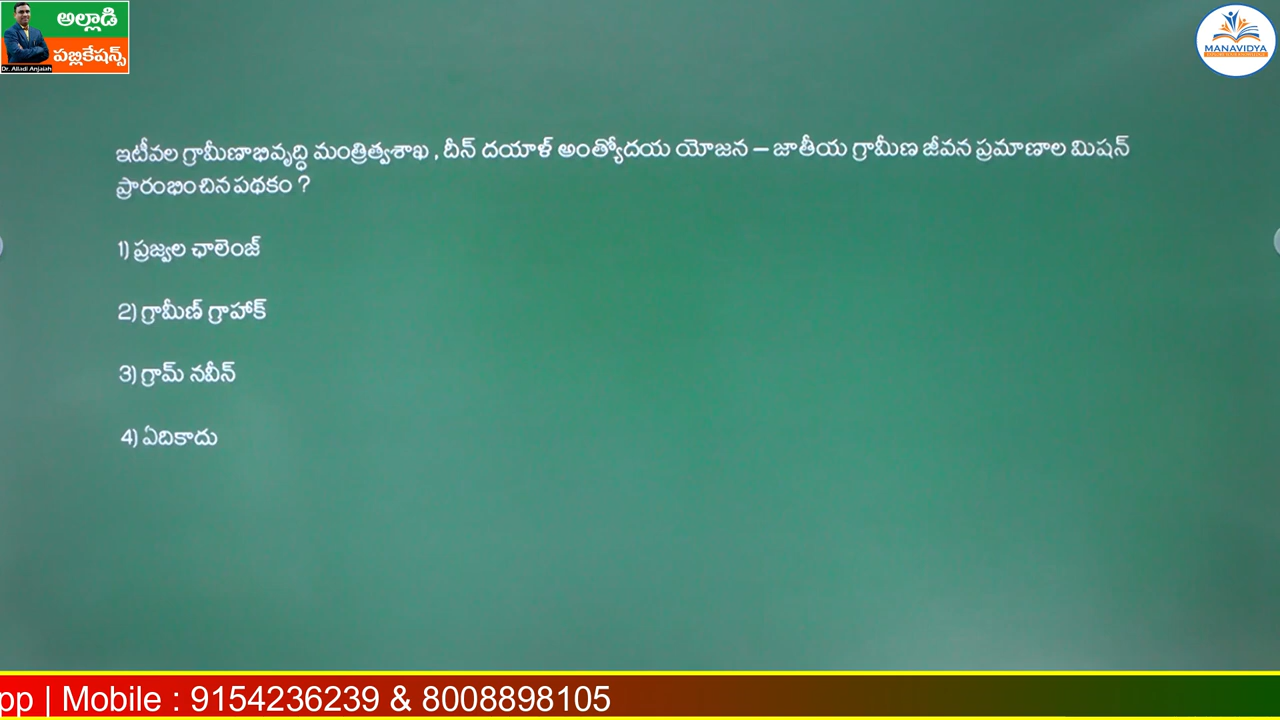 అల్లాడి
పబ్లికేషన్స్
Dr. Alladi Anjaiah
MANAVIDYA
ఇటీవల గ్రామీణాభివృద్ధి మంత్రిత్వశాఖ , దీన్ దయాళ్ అంత్యోదయ యోజన – జాతీయ గ్రామీణ జీవన ప్రమాణాల మిషన్
ప్రారంభించిన పథకం ?
1) ప్రజ్వల ఛాలెంజ్
2) గ్రామీణ్ గ్రాహక్
3) గ్రామ్ నవీన్
4) ఏదికాదు
pp | Mobile : 9154236239 & 8008898105